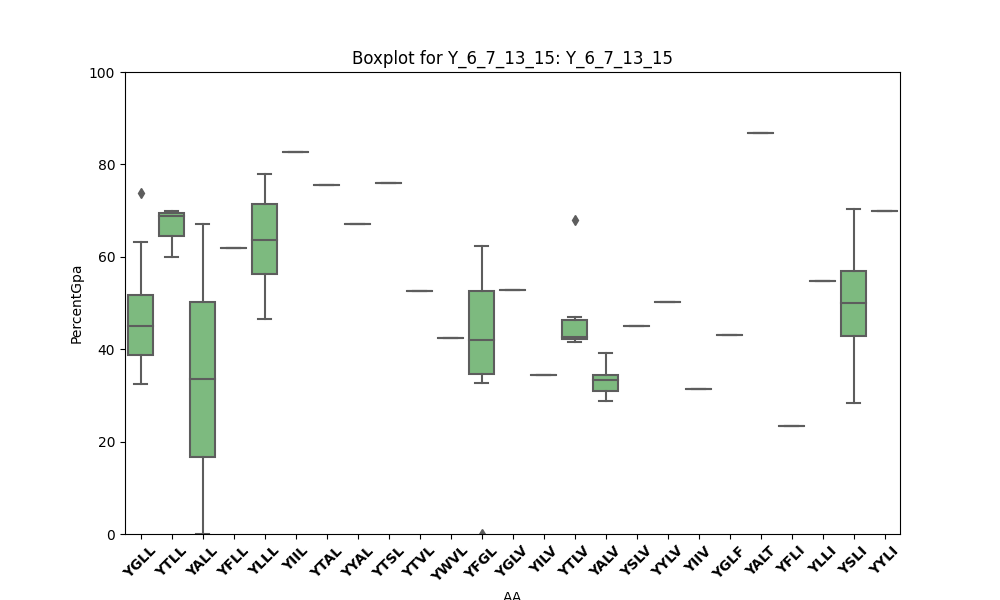 Boxplot for Y_6_7_13_15: Y_6_7_13_15
100
80
60
40
20
0
PercentGpa
YGLL YTLL YALL YFLL YLLL YIIL YTAL YYAL YTSL YTVL YWVL YFGL YGLV YILV YTLV YALV YSLV YYLV YIIV YGLF YALT YFLI YLLI YSLI YYLI
AA